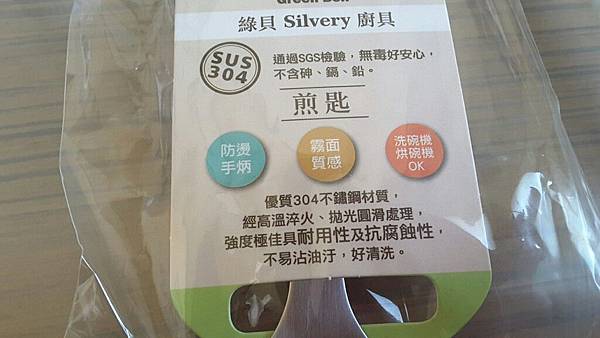 Green Bell
綠貝 Silvery 廚具
SUS
304
通過SGS檢驗,無毒好安心,
不含砷、鎘、鉛。
煎匙
防燙
手柄
霧面
質感
洗碗機
烘碗機
OK
優質304不鏽鋼材質,
經高溫淬火、拋光圓滑處理,
強度極佳具耐用性及抗腐蝕性,
不易沾油汙,好清洗。